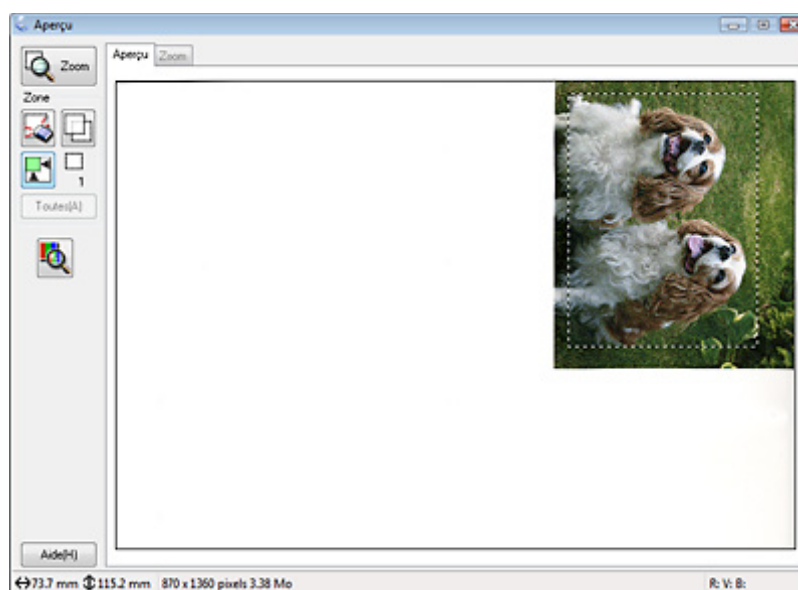 Aperçu
Zoom
Aperçu Zoom
Zone
1
Toutes(A)
Aide(H)
73.7 mm 115.2 mm 870 x 1360 pixels 3.38 Mo R: V: B: